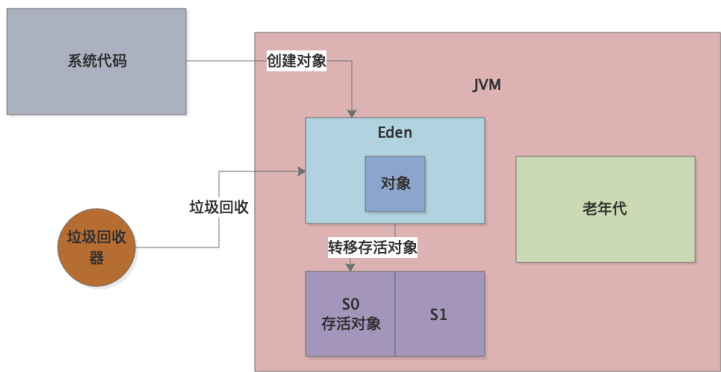 系统代码
创建对象
JVM
Eden
对象
老年代
垃圾回收
垃圾回收
器
转移存活对象
S0
存活对象
S1